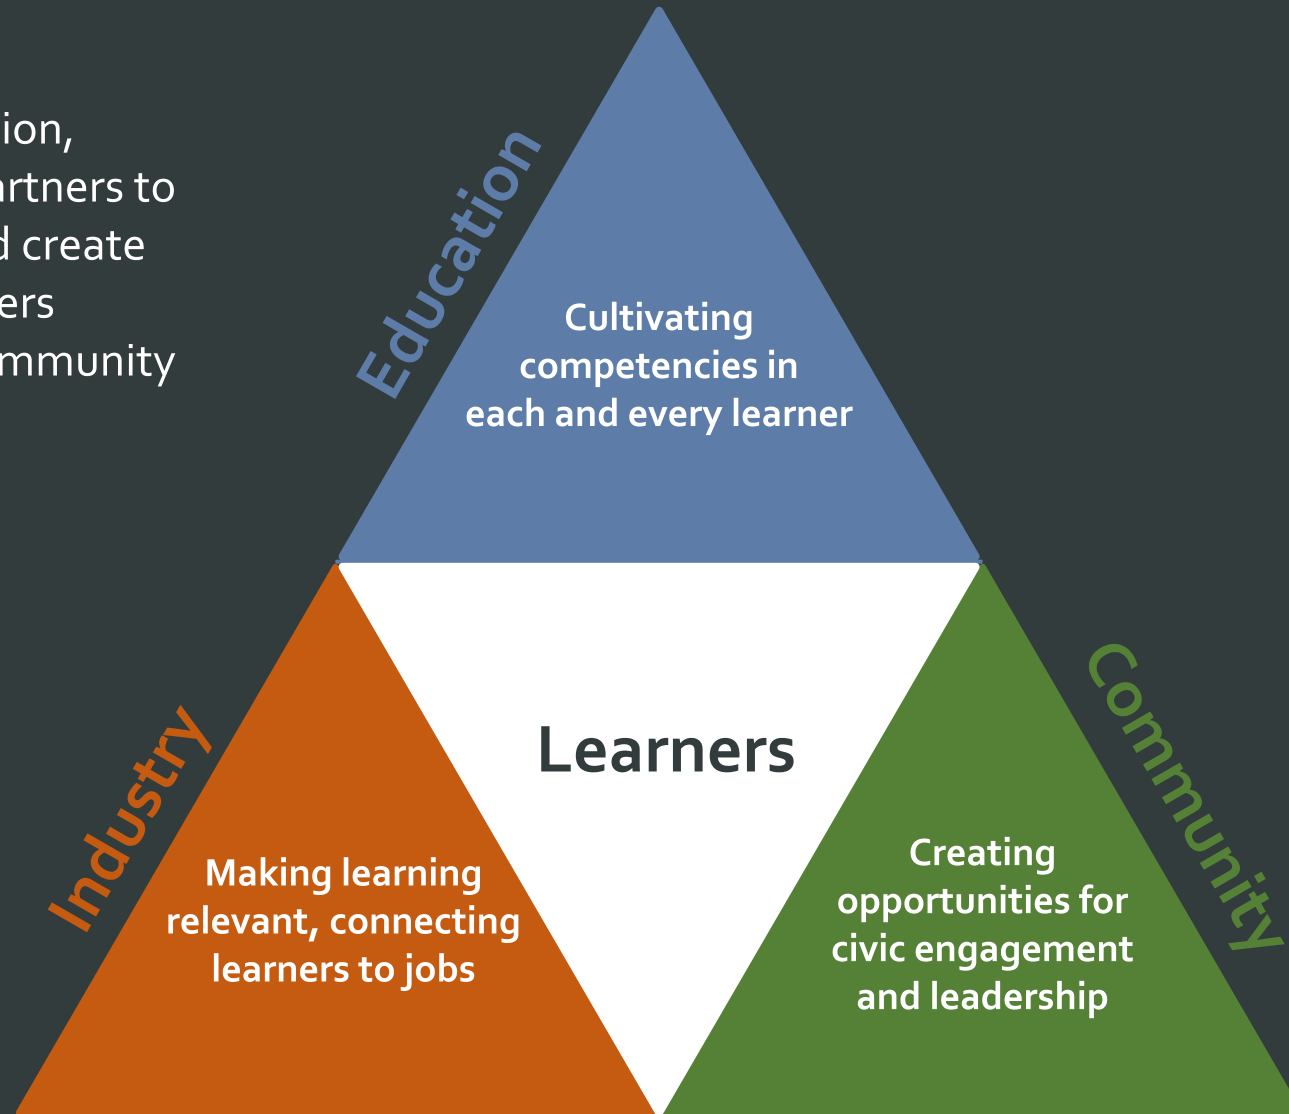 ion,
artners to
d create
ers
mmunity
Education
Cultivating
competencies in
each and every learner
Learners
Industry
Making learning
relevant, connecting
learners to jobs
Community
Creating
opportunities for
civic engagement
and leadership